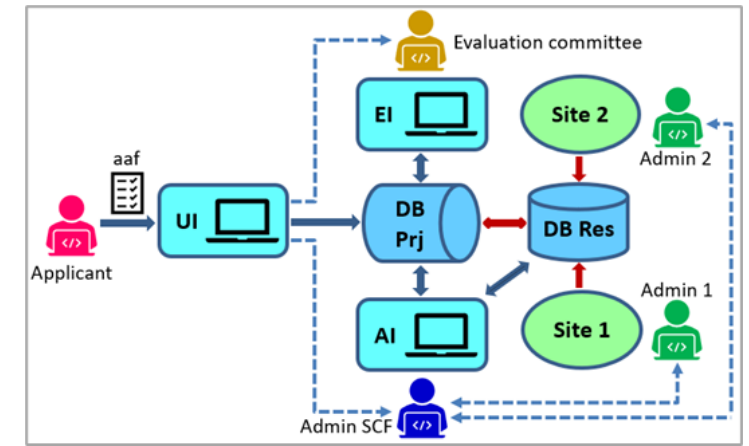 Evaluation committee
EI
Site 2
Admin 2
aaf
UI
DB
Prj
DB Res
Applicant
Admin 1
AI
Site 1
Admin SCF